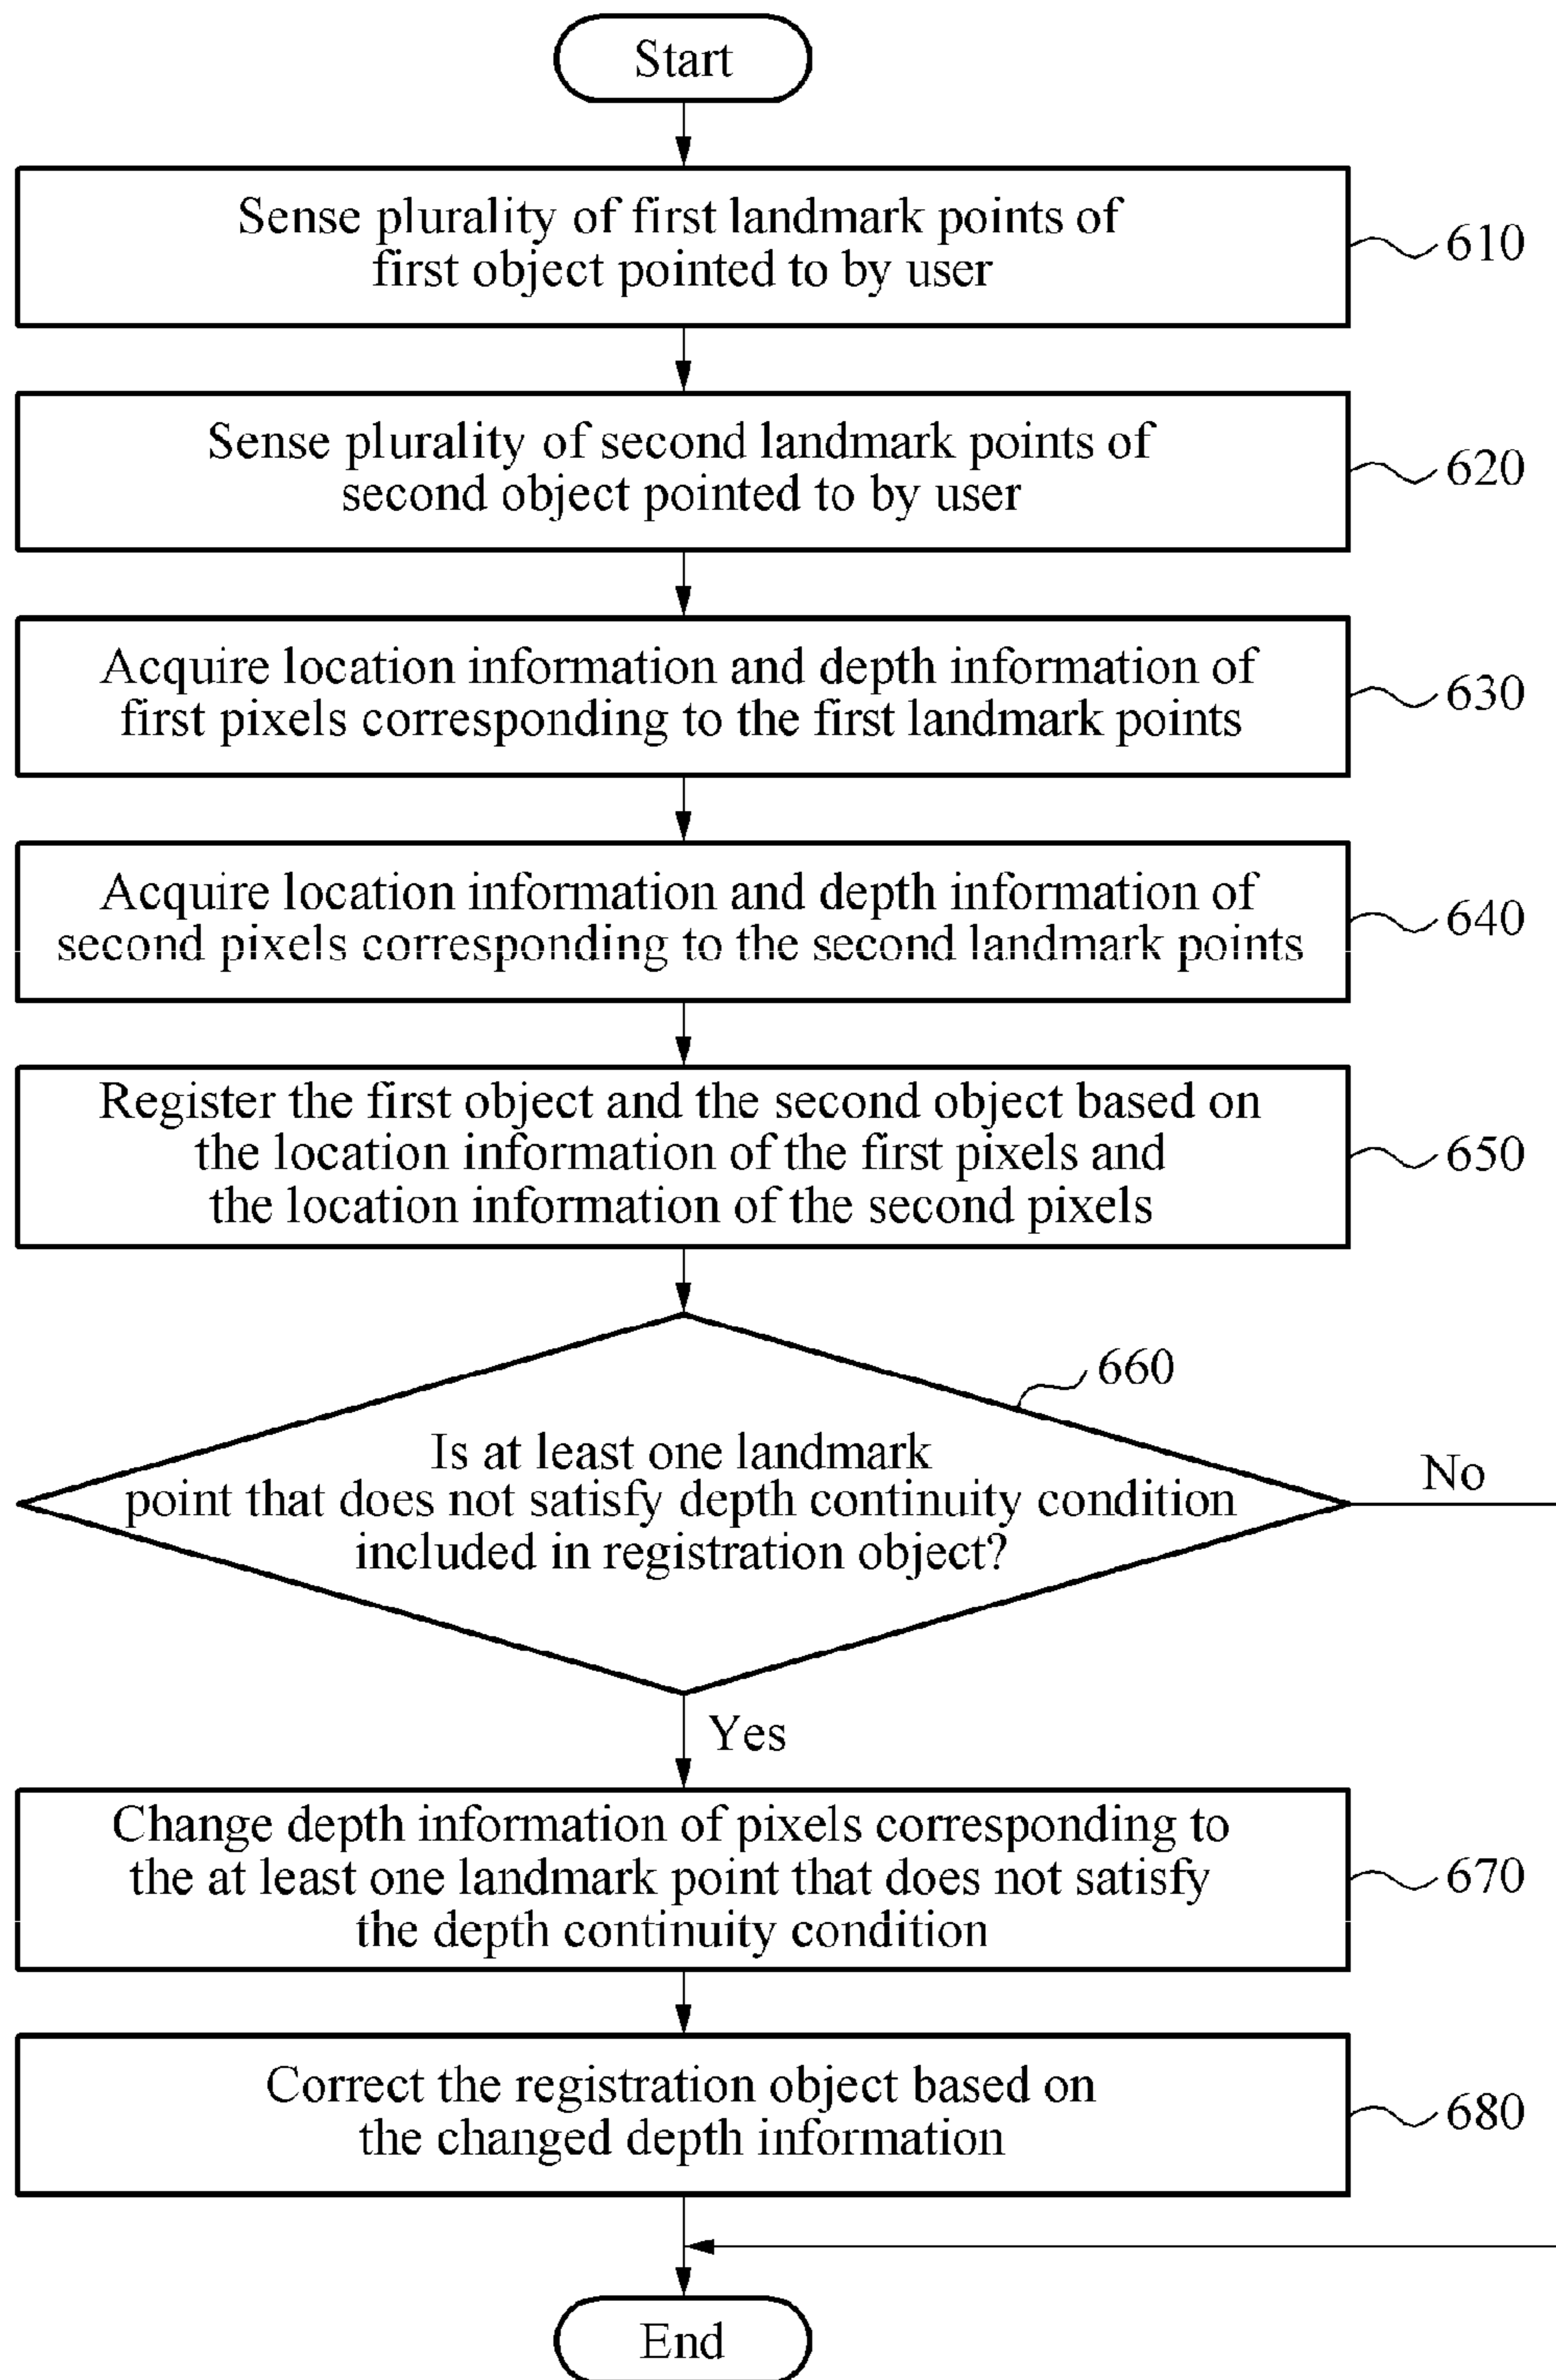 Start
Sense plurality of first landmark points of
first object pointed to by user
610
Sense plurality of second landmark points of
second object pointed to by user
620
Acquire location information and depth information of
first pixels corresponding to the first landmark points
630
Acquire location information and depth information of
second pixels corresponding to the second landmark points
640
Register the first object and the second object based on
the location information of the first pixels and
the location information of the second pixels
650
660
Is at least one landmark
point that does not satisfy depth continuity condition
included in registration object?
No
Yes
Change depth information of pixels corresponding to
the at least one landmark point that does not satisfy
the depth continuity condition
670
Correct the registration object based on
the changed depth information
680
End